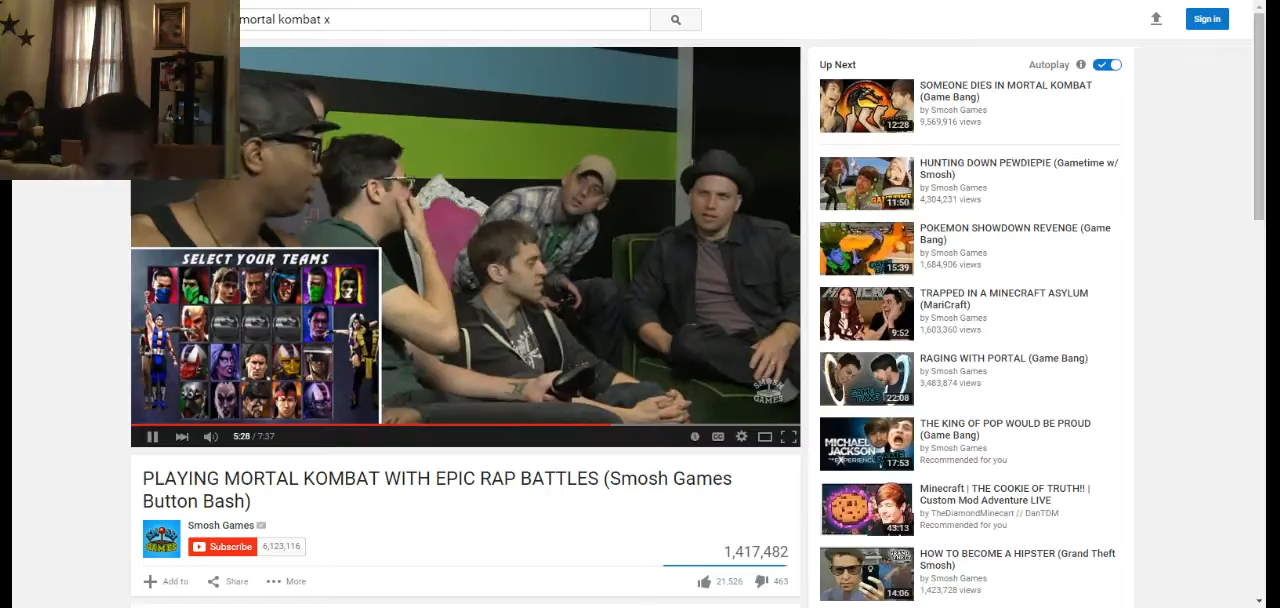 mortal kombat x
Sign in
SELECT YOUR TEAMS
SMOSH
GAMES
5:28 / 7:37
CC
PLAYING MORTAL KOMBAT WITH EPIC RAP BATTLES (Smosh Games
Button Bash)
Smosh Games
Subscribe 6,123,116
1,417,482
Add to Share More 21,526 463
Up Next Autoplay
SOMEONE DIES IN MORTAL KOMBAT
(Game Bang)
by Smosh Games
9,569,916 views
12:28
HUNTING DOWN PEWDIEPIE (Gametime w/
Smosh)
by Smosh Games
4,304,231 views
11:50
POKEMON SHOWDOWN REVENGE (Game
Bang)
by Smosh Games
1,684,906 views
15:39
TRAPPED IN A MINECRAFT ASYLUM
(MariCraft)
by Smosh Games
1,603,360 views
9:52
RAGING WITH PORTAL (Game Bang)
by Smosh Games
3,483,874 views
22:08
THE KING OF POP WOULD BE PROUD
(Game Bang)
by Smosh Games
Recommended for you
MICHAEL
JACKSON
17:53
Minecraft | THE COOKIE OF TRUTH!! |
Custom Mod Adventure LIVE
by TheDiamondMinecart // DanTDM
Recommended for you
43:13
HOW TO BECOME A HIPSTER (Grand Theft
Smosh)
by Smosh Games
1,423,728 views
14:06